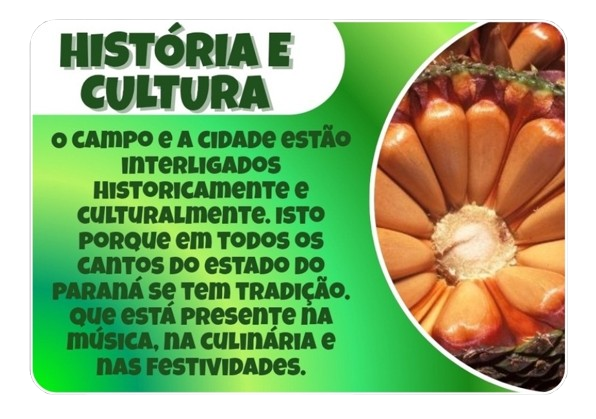 HISTÓRIA E
CULTURA
O CAMPO E A CIDADE ESTÃO
INTERLIGADOS
HISTORICAMENTE E
CULTURALMENTE. ISTO
PORQUE EM TODOS OS
CANTOS DO ESTADO DO
PARANÁ SE TEM TRADIÇÃO.
QUE ESTÁ PRESENTE NA
MÚSICA, NA CULINÁRIA E
NAS FESTIVIDADES.